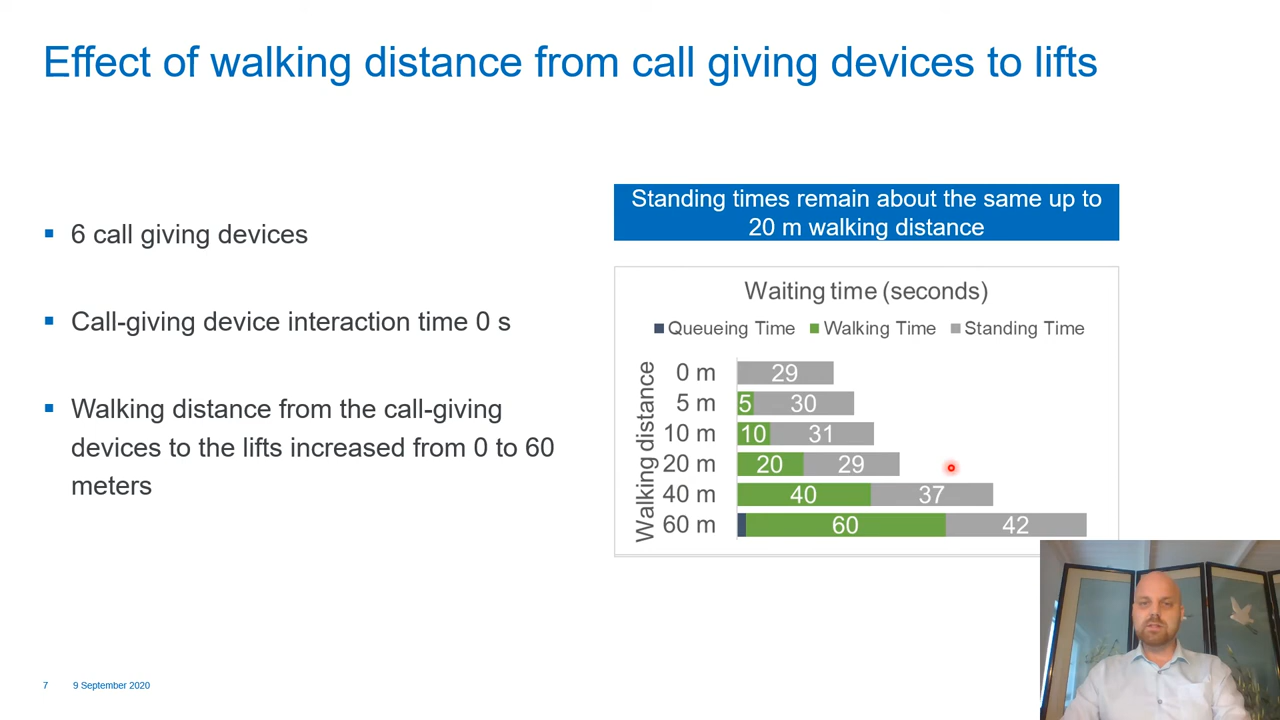 Effect of walking distance from call giving devices to lifts
▪ 6 call giving devices
▪ Call-giving device interaction time 0 s
▪ Walking distance from the call-giving
devices to the lifts increased from 0 to 60
meters
Standing times remain about the same up to
20 m walking distance
Waiting time (seconds)
Queueing Time Walking Time Standing Time
Walking distance
0 m 29
5 m 5 30
10 m 10 31
20 m 20 29
40 m 40 37
60 m 60 42
7 9 September 2020